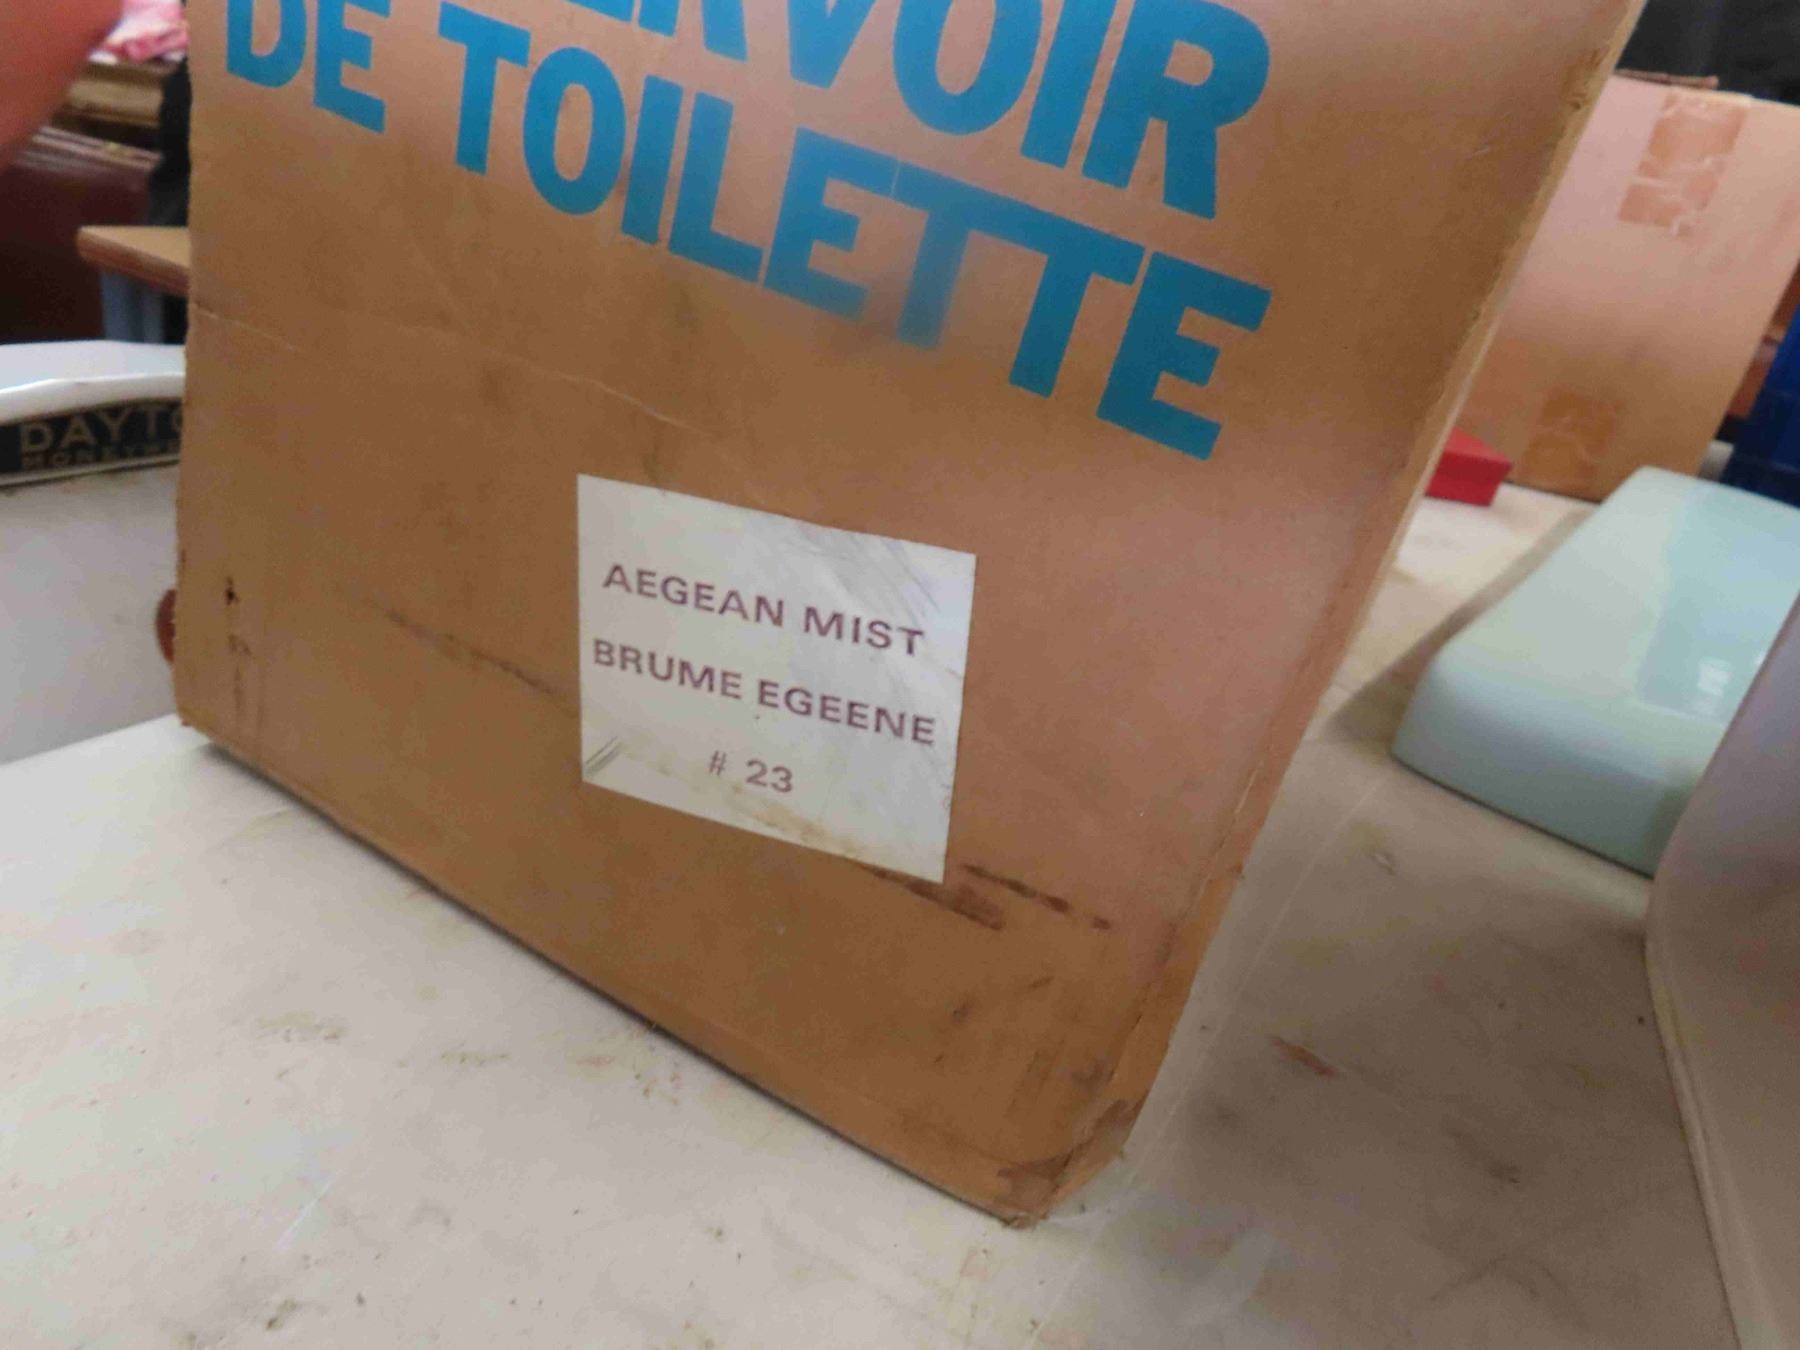 DE TOILETTE
AEGEAN MIST
BRUME EGEENE
# 23